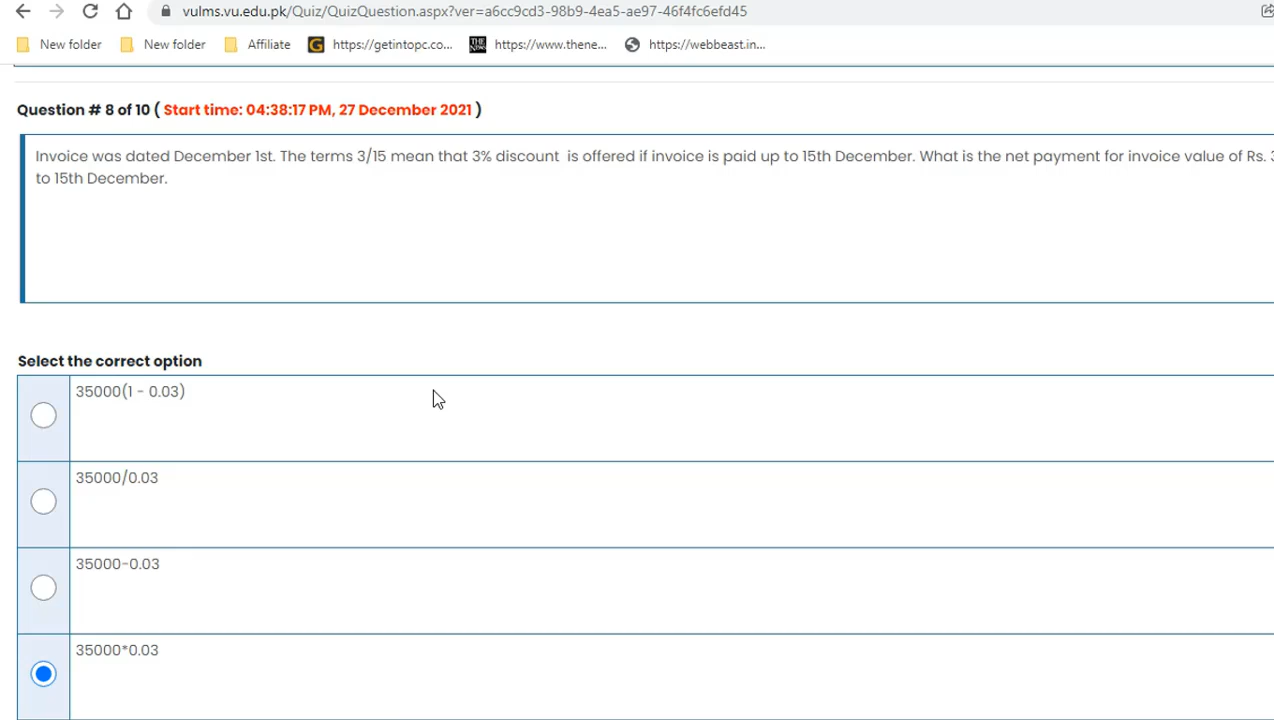 vulms.vu.edu.pk/Quiz/QuizQuestion.aspx?ver=a6cc9cd3-98b9-4ea5-ae97-46f4fc6efd45
New folder New folder Affiliate G https://getintopc.co... THE NEWS https://www.thene... https://webbeast.in...
Question # 8 of 10 ( Start time: 04:38:17 PM, 27 December 2021 )
Invoice was dated December 1st. The terms 3/15 mean that 3% discount is offered if invoice is paid up to 15th December. What is the net payment for invoice value of Rs.
to 15th December.
Select the correct option
35000(1 - 0.03)
35000/0.03
35000-0.03
35000*0.03